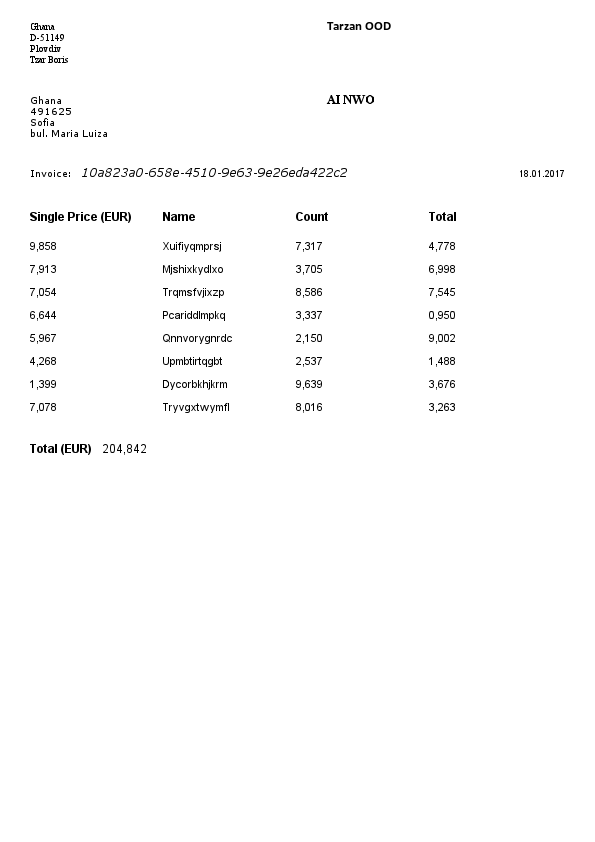 Ghana
D-51149
Plovdiv
Tzar Boris
Tarzan OOD
Ghana
491625
Sofia
bul. Maria Luiza
AI NWO
Invoice: 10a823a0-658e-4510-9e63-9e26eda422c2 18.01.2017
Single Price (EUR) Name Count Total
9,858 Xuifiyqmprsj 7,317 4,778
7,913 Mjshixkydlxo 3,705 6,998
7,054 Trqmsfvjixzp 8,586 7,545
6,644 Pcariddlmpkq 3,337 0,950
5,967 Qnnvorygnrdc 2,150 9,002
4,268 Upmbtirtqgbt 2,537 1,488
1,399 Dycorbkhjkrm 9,639 3,676
7,078 Tryvgxtwymfl 8,016 3,263
Total (EUR) 204,842